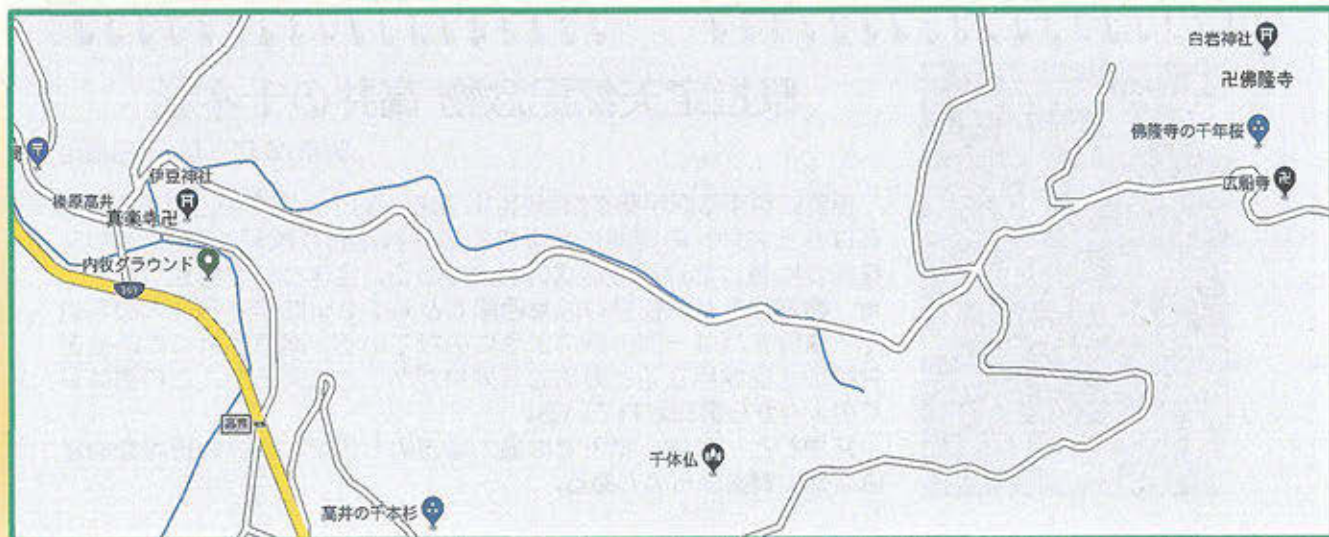 白岩神社
卍佛隆寺
佛隆寺の千年桜
広船寺
伊豆神社
榛原高井
真楽寺卍
内牧グラウンド
369
高井
千体仏
高井の千本杉